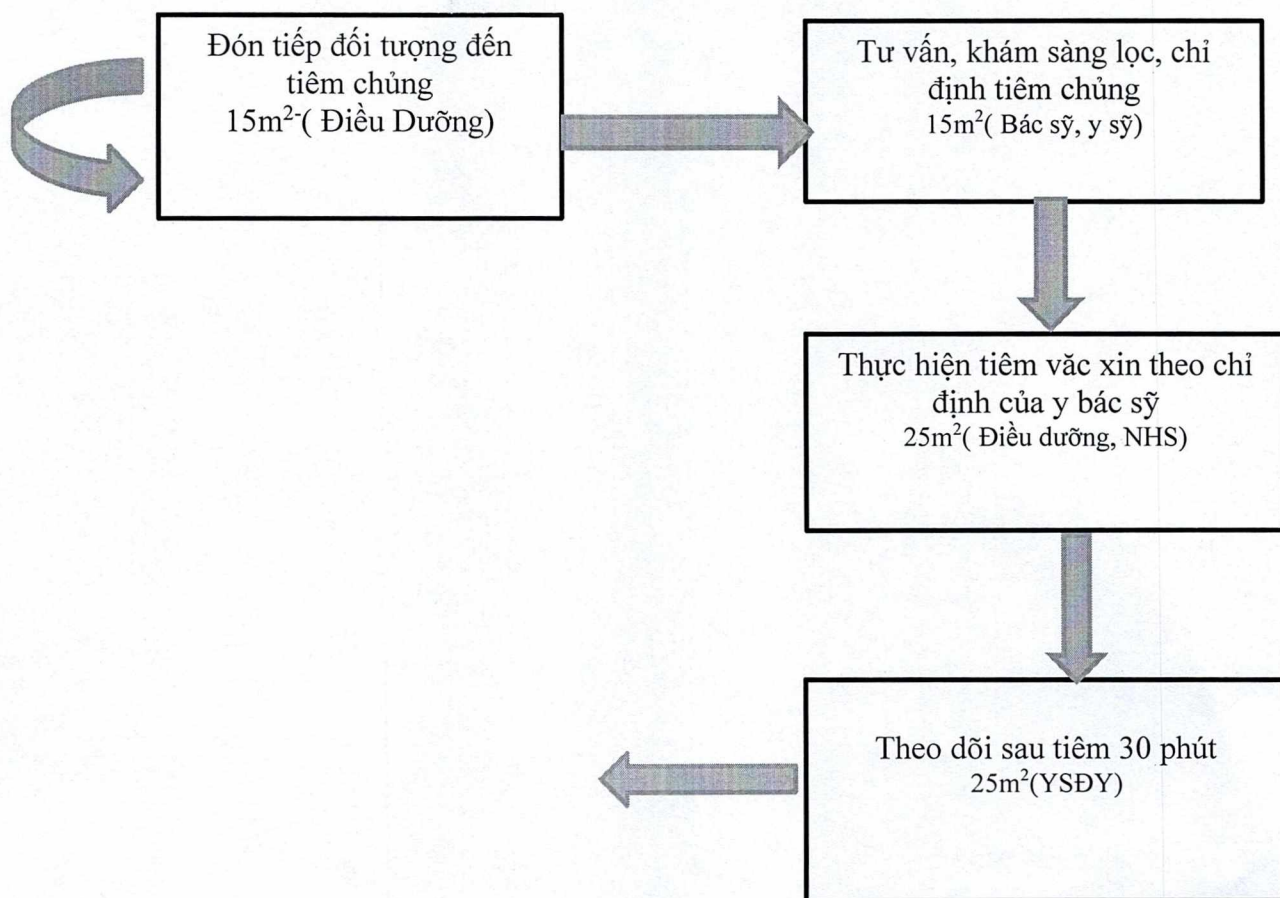 Đón tiếp đối tượng đến
tiêm chủng
15m²⁻( Điều Dưỡng)
Tư vấn, khám sàng lọc, chỉ
định tiêm chủng
15m²( Bác sỹ, y sỹ)
Thực hiện tiêm văc xin theo chỉ
định của y bác sỹ
25m²( Điều dưỡng, NHS)
Theo dõi sau tiêm 30 phút
25m²(YSĐY)